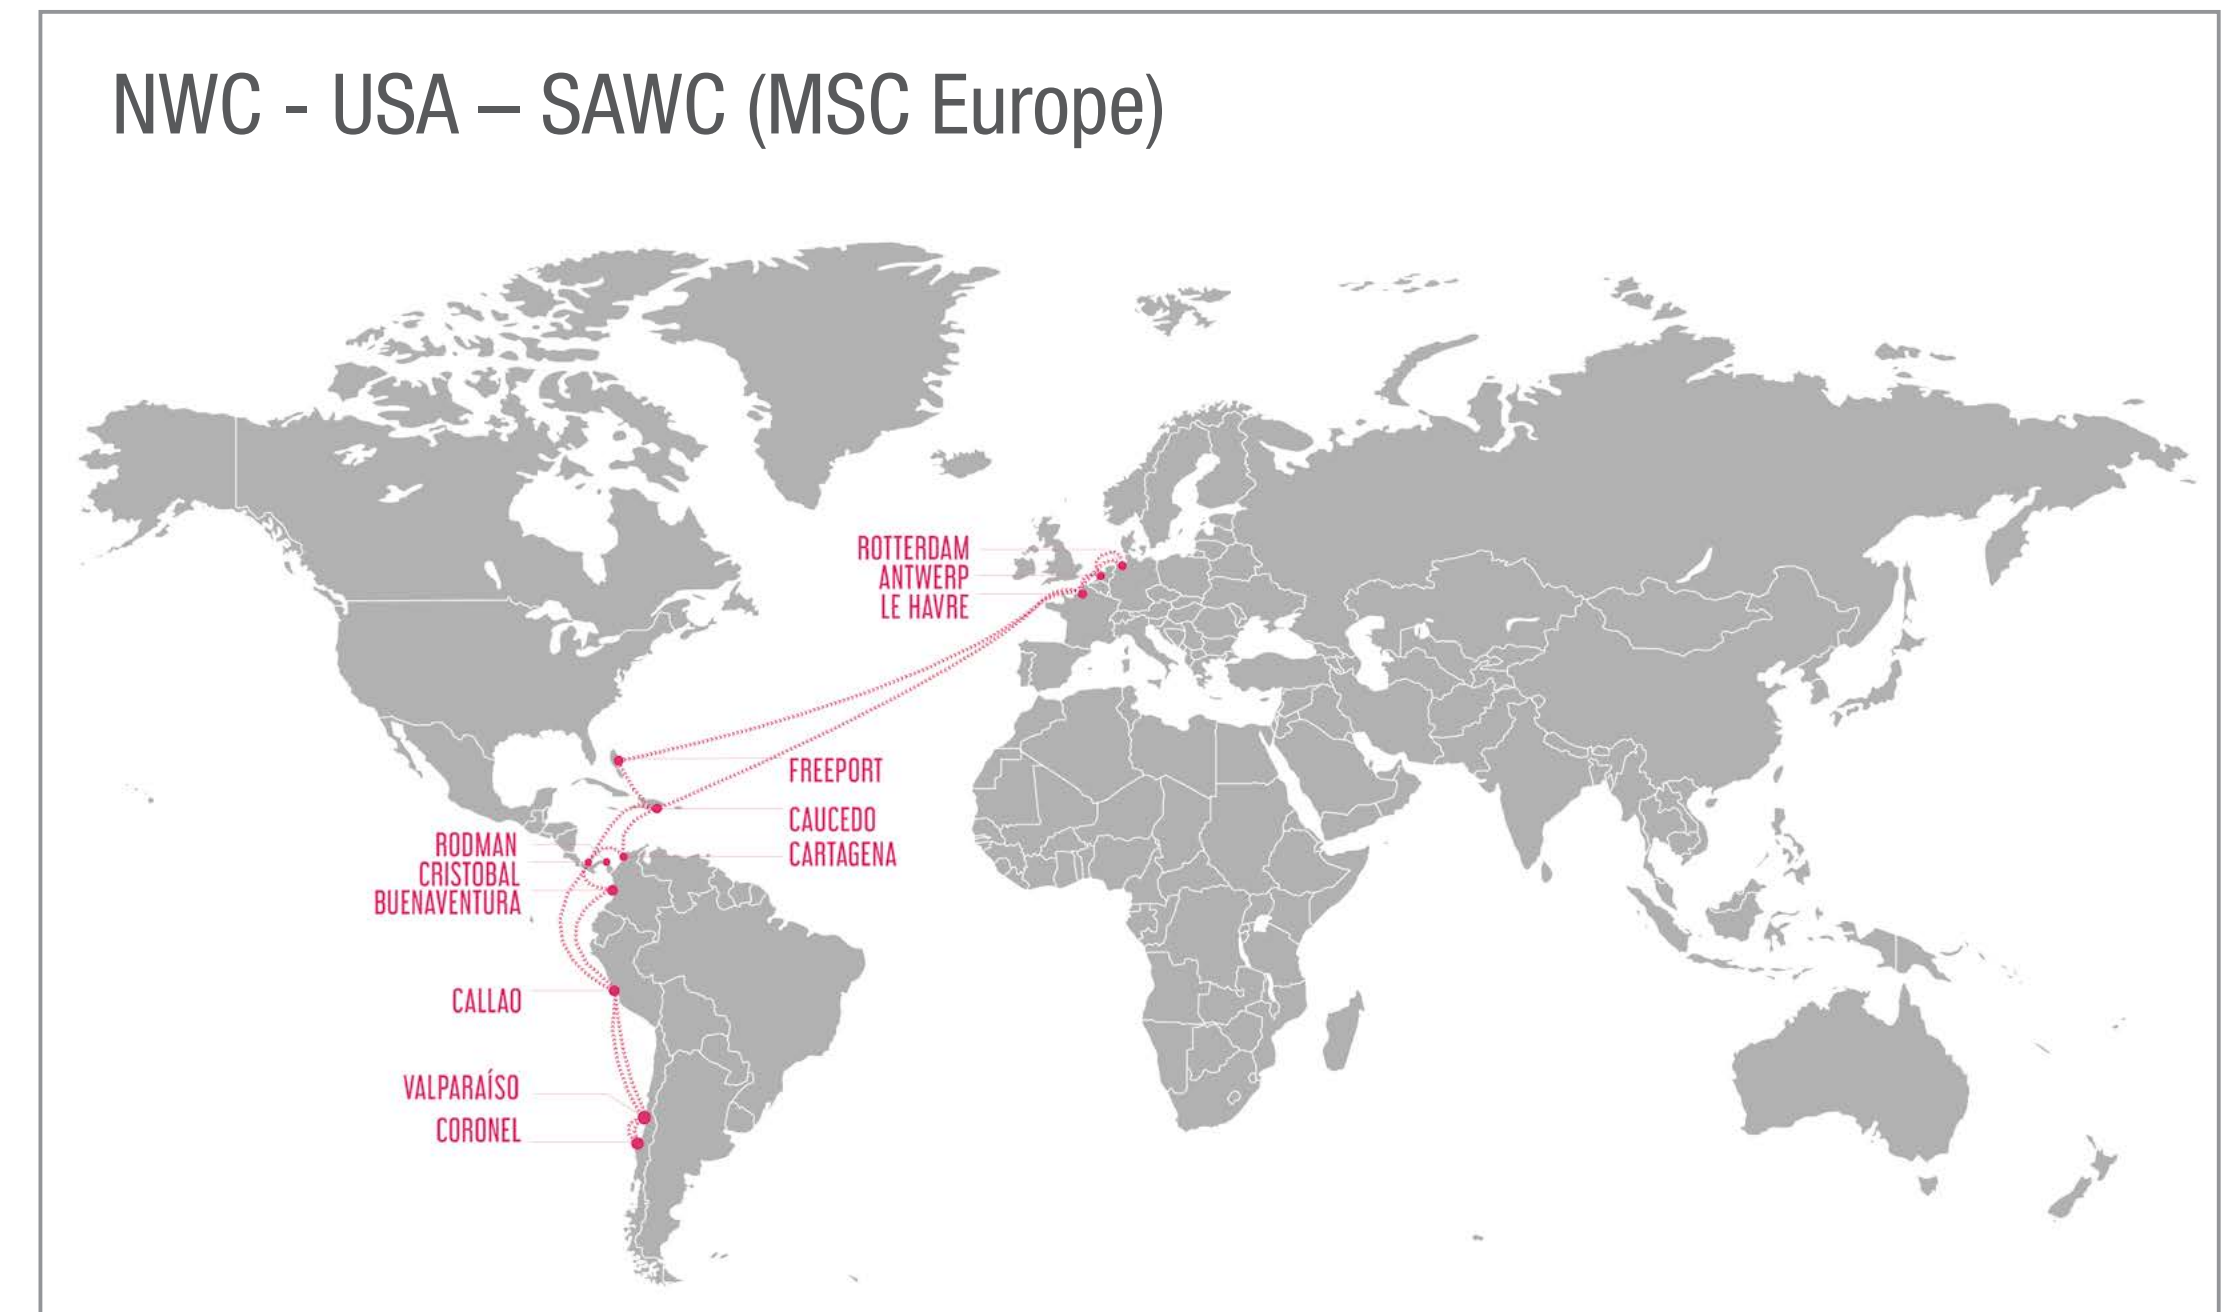 NWC - USA – SAWC (MSC Europe)
ROTTERDAM
ANTWERP
LE HAVRE
FREEPORT
CAUCEDO
CARTAGENA
RODMAN
CRISTOBAL
BUENAVENTURA
CALLAO
VALPARAÍSO
CORONEL